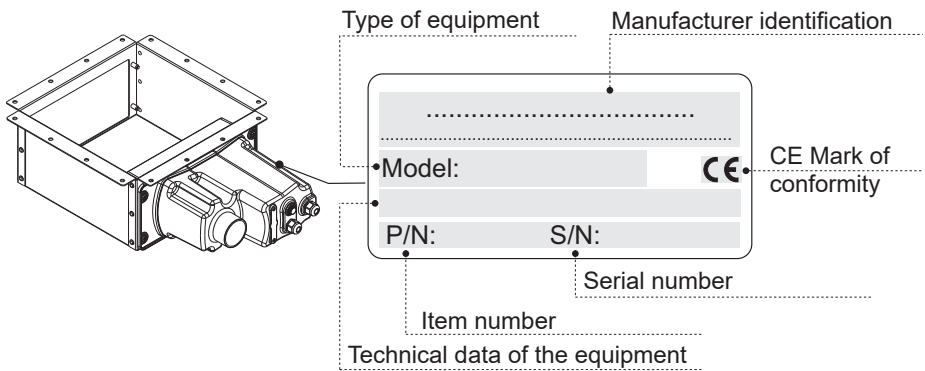 Type of equipment
Manufacturer identification
Model:
CE
CE Mark of
conformity
P/N:
S/N:
Serial number
Item number
Technical data of the equipment